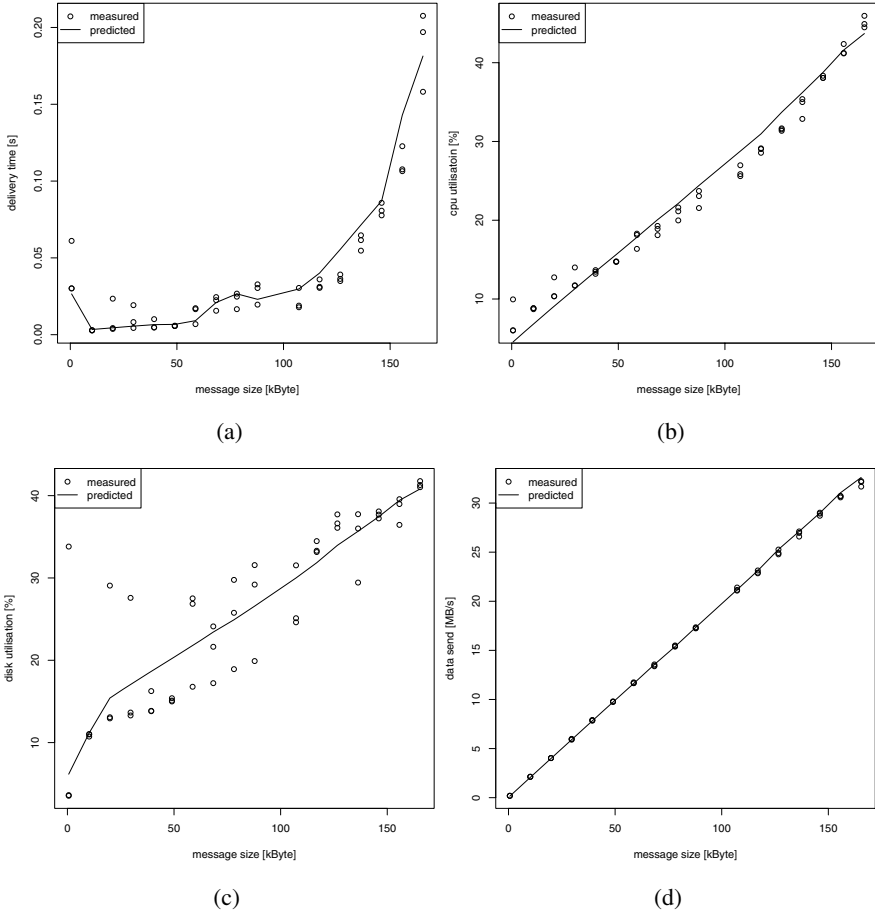 measured
predicted
0.20
0.15
0.10
0.05
0.00
delivery time [s]
0 50 100 150
message size [kByte]
(a)
measured
predicted
40
30
20
10
cpu utilisatoin [%]
0 50 100 150
message size [kByte]
(b)
measured
predicted
40
30
20
10
disk utilisation [%]
0 50 100 150
message size [kByte]
(c)
measured
predicted
30
25
20
15
10
5
0
data send [MB/s]
0 50 100 150
message size [kByte]
(d)